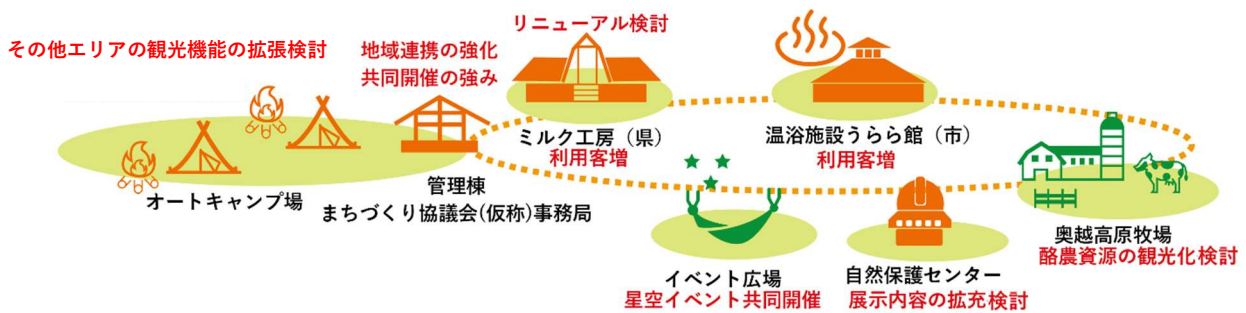 その他エリアの観光機能の拡張検討
地域連携の強化
共同開催の強み
リニューアル検討
ミルク工房（県）
利用客増
温浴施設うらら館（市）
利用客増
オートキャンプ場
管理棟
まちづくり協議会(仮称)事務局
イベント広場
星空イベント共同開催
自然保護センター
展示内容の拡充検討
奥越高原牧場
酪農資源の観光化検討